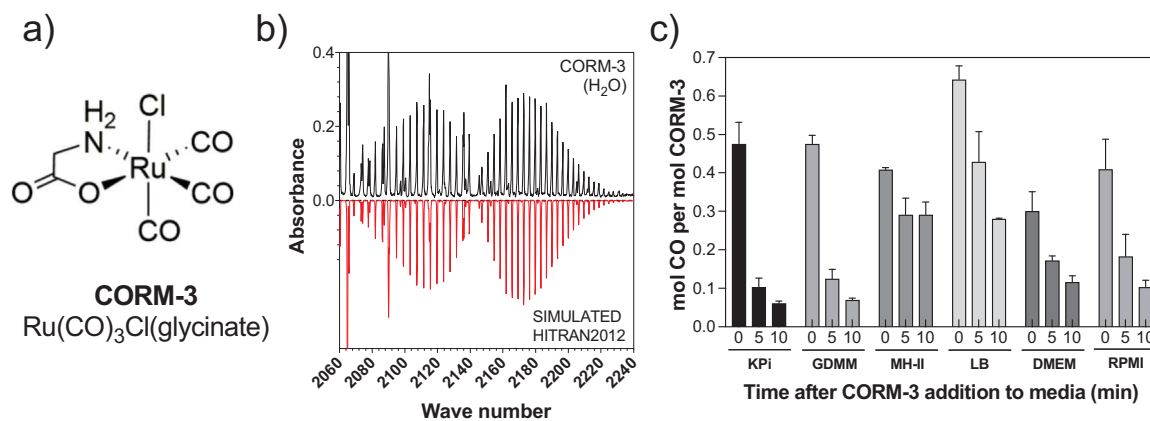 a)
H2
N
Cl
CO
Ru
O
O
CO
CO
CORM-3
Ru(CO)3Cl(glycinate)
b)
Absorbance
0.4
0.2
0.0
CORM-3
(H2O)
SIMULATED
HITRAN2012
2060
2080
2100
2120
2140
2160
2180
2200
2220
2240
Wave number
c)
mol CO per mol CORM-3
0.7
0.6
0.5
0.4
0.3
0.2
0.1
0.0
0 5 10 0 5 10 0 5 10 0 5 10 0 5 10 0 5 10
KPi GDMM MH-II LB DMEM RPMI
Time after CORM-3 addition to media (min)